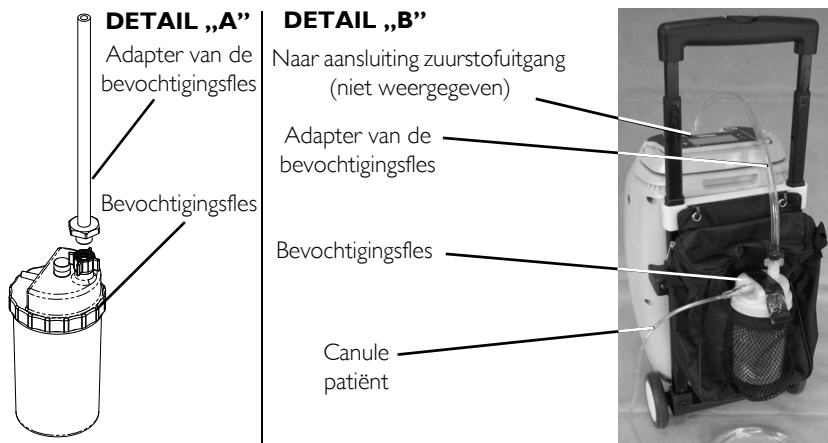 DETAIL „A”
Adapter van de
bevochtigingsfles
Bevochtigingsfles
DETAIL „B”
Naar aansluiting zuurstofuitgang
(niet weergegeven)
Adapter van de
bevochtigingsfles
Bevochtigingsfles
Canule
patiënt